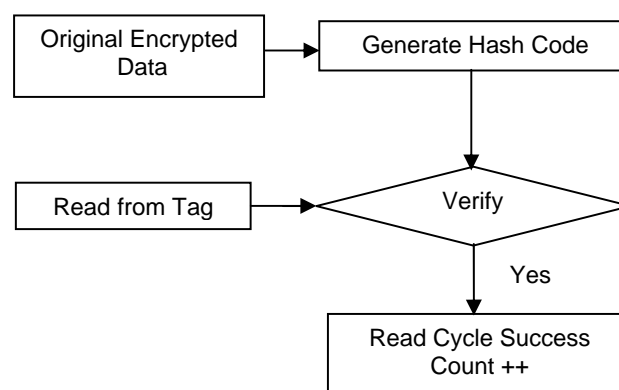 Original Encrypted
Data
Generate Hash Code
Read from Tag
Verify
Yes
Read Cycle Success
Count ++